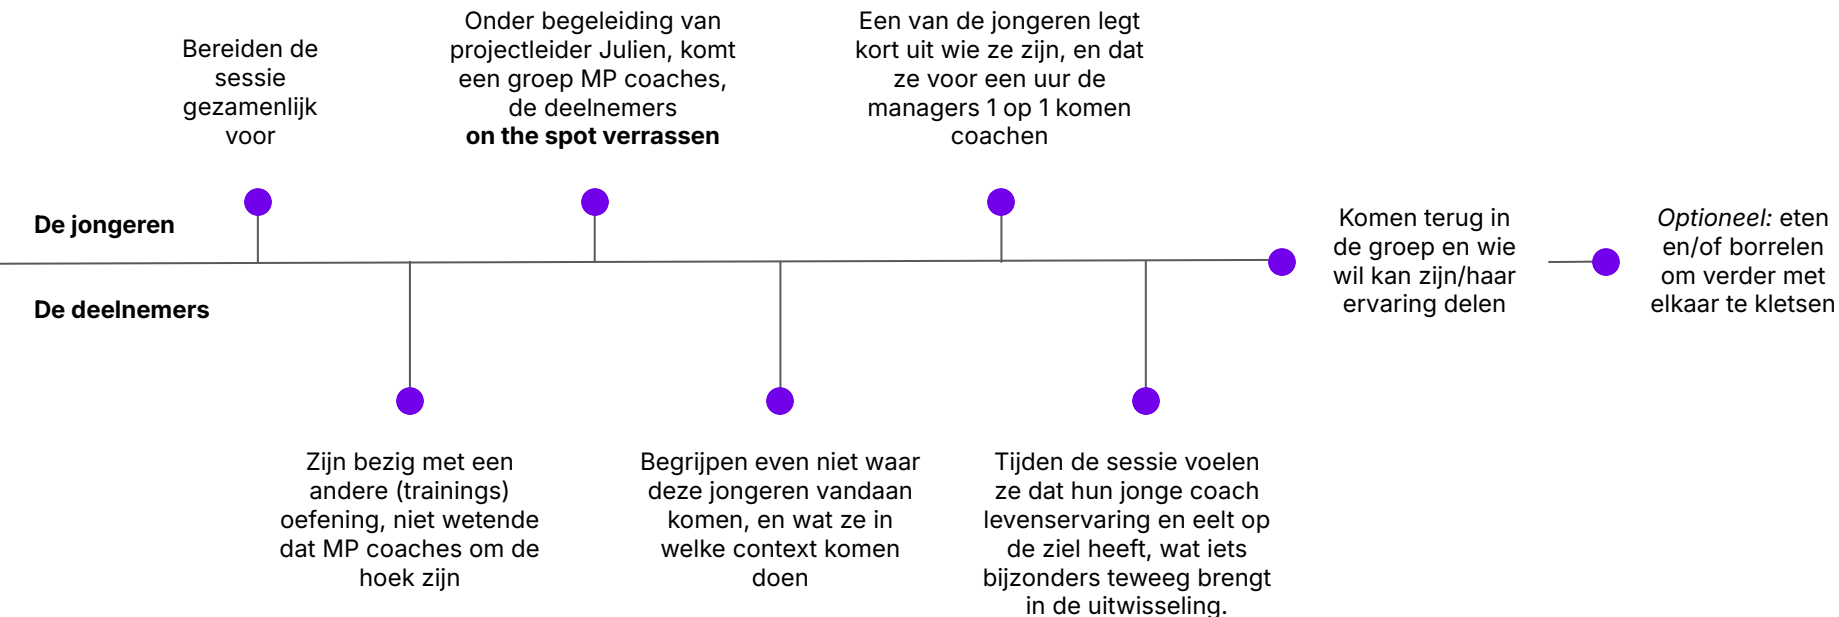 Bereiden de
sessie
gezamenlijk
voor
Onder begeleiding van
projectleider Julien, komt
een groep MP coaches,
de deelnemers
on the spot verrassen
Een van de jongeren legt
kort uit wie ze zijn, en dat
ze voor een uur de
managers 1 op 1 komen
coachen
De jongeren
De deelnemers
Komen terug in
de groep en wie
wil kan zijn/haar
ervaring delen
Optioneel: eten
en/of borrelen
om verder met
elkaar te kletsen
Zijn bezig met een
andere (trainings)
oefening, niet wetende
dat MP coaches om de
hoek zijn
Begrijpen even niet waar
deze jongeren vandaan
komen, en wat ze in
welke context komen
doen
Tijden de sessie voelen
ze dat hun jonge coach
levenservaring en eelt op
de ziel heeft, wat iets
bijzonders teweeg brengt
in de uitwisseling.